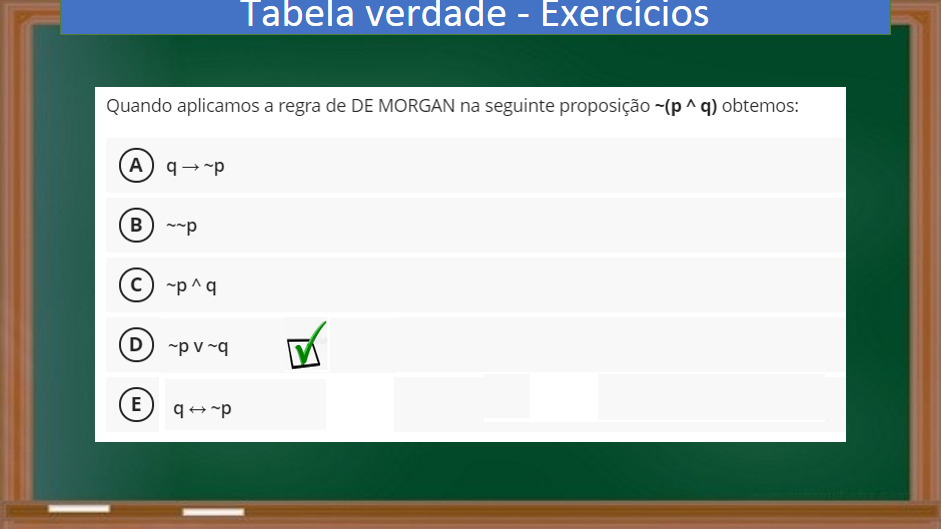 Tabela verdade - Exercícios
Quando aplicamos a regra de DE MORGAN na seguinte proposição ~(p ^ q) obtemos:
A q → ~p
B ~~p
C ~p ^ q
D ~p v ~q
E q ↔ ~p